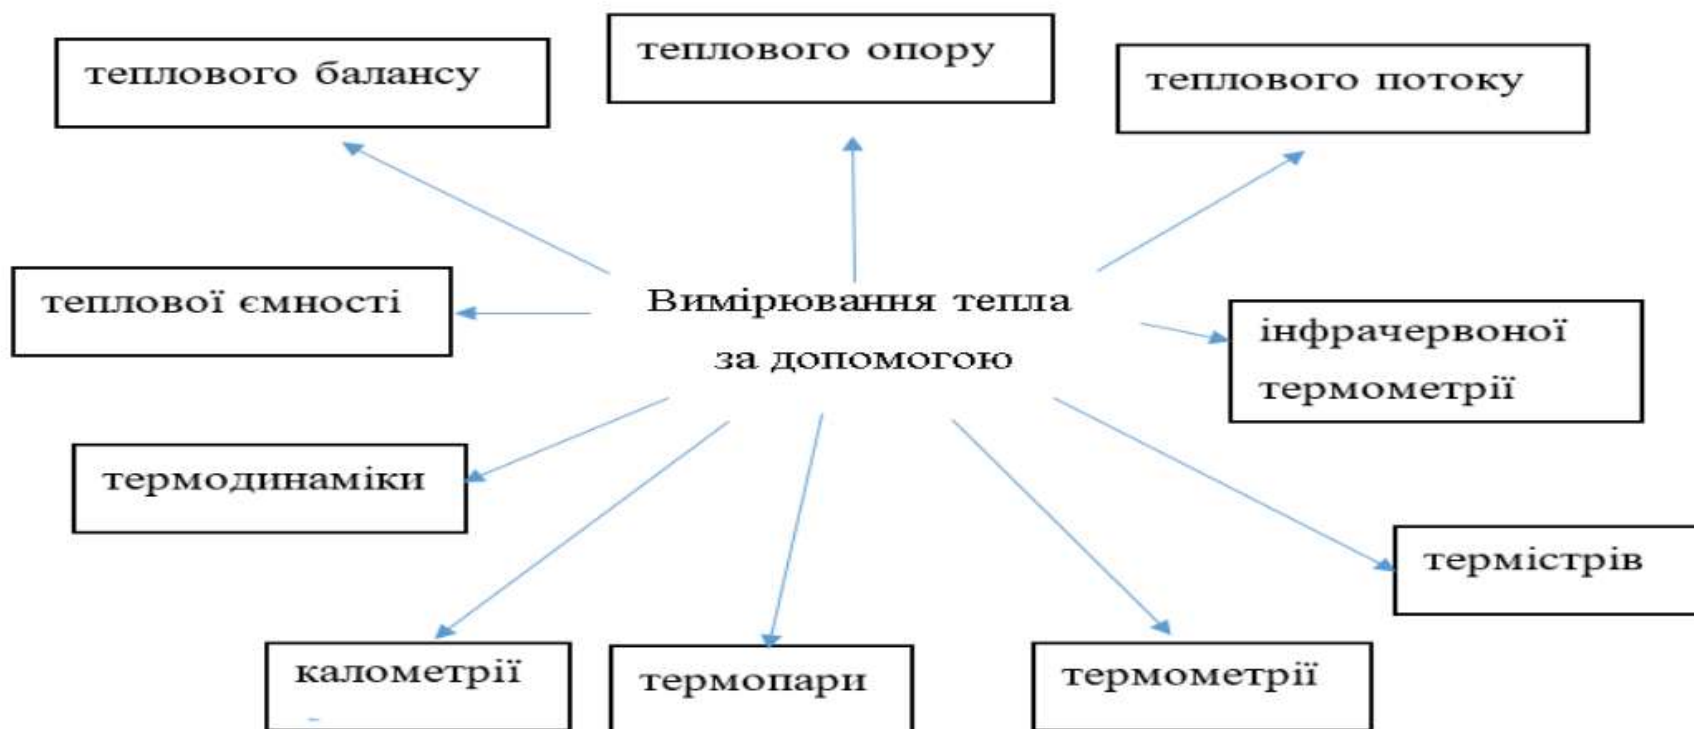 теплового балансу
теплового опору
теплового потоку
теплової ємності
Вимірювання тепла
за допомогою
інфрачервоної
термометрії
термодинаміки
термістрів
калометрії
термопари
термометрії